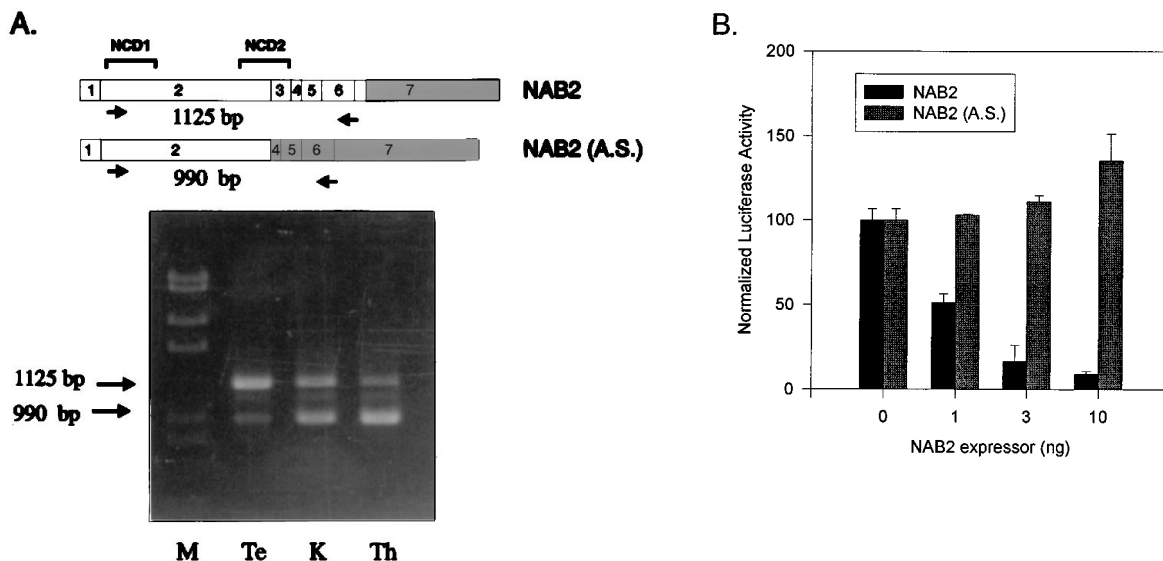 A.
NCD1 NCD2
1 2 3 4 5 6 7 NAB2
1125 bp
1 2 4 5 6 7 NAB2 (A.S.)
990 bp
1125 bp
990 bp
M Te K Th
B.
Normalized Luciferase Activity
200
150
100
50
0
NAB2
NAB2 (A.S.)
0 1 3 10
NAB2 expressor (ng)